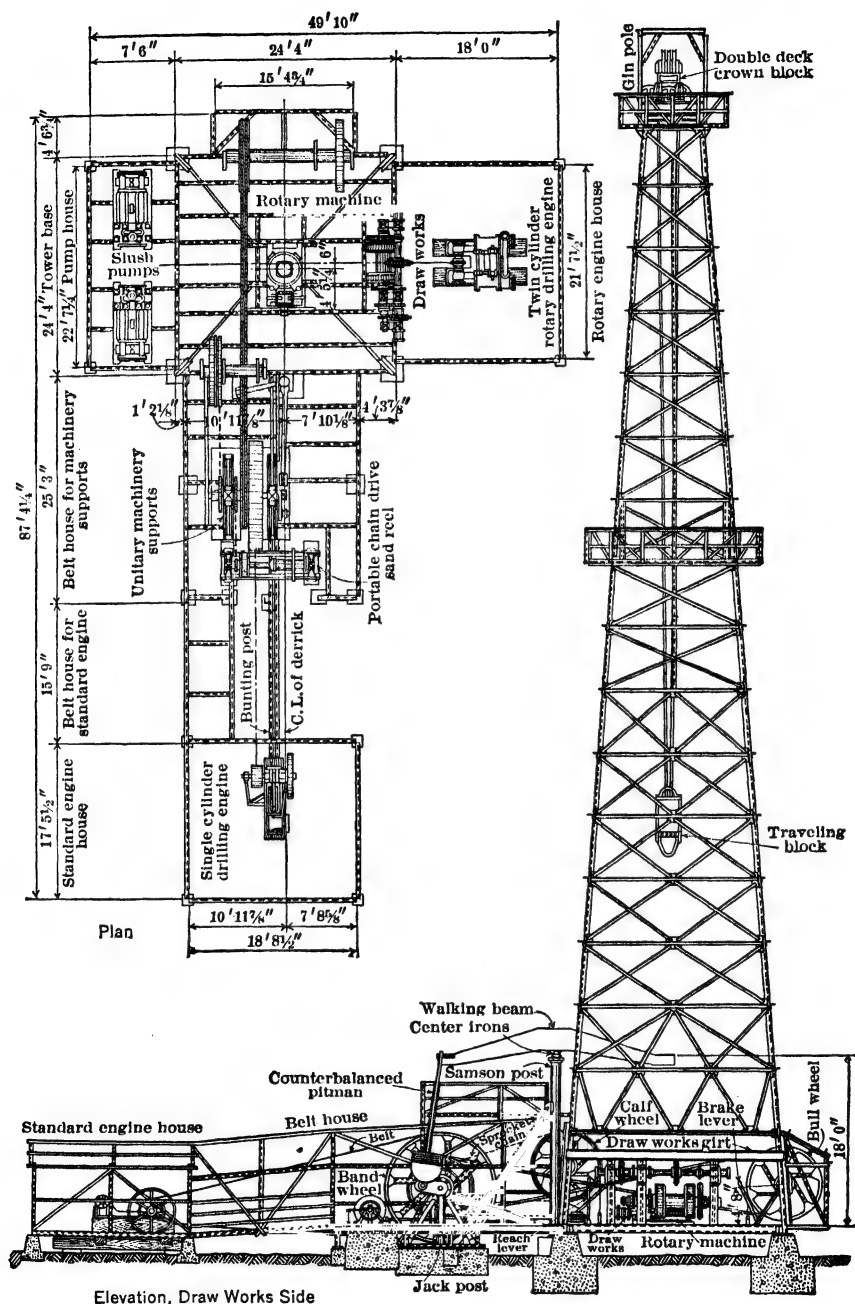 49'10"
7'6"
24'4"
18'0"
15'4¾"
Gin pole
Double deck
crown block
4'6¾"
87'4¼"
24'4" Tower base
22'7¼" Pump house
Slush
pumps
Rotary machine
Draw works
Twin cylinder
rotary drilling engine
21'7½"
Rotary engine house
1'2⅛"
10'11⅞"
7'10⅛"
4'3⅞"
25'3"
Belt house for machinery
supports
Unitary machinery
supports
Portable chain drive
sand reel
15'9"
Belt house for
standard engine
Bunting post
C.L. of derrick
17'5½"
Standard engine
house
Single cylinder
drilling engine
10'11⅞"
7'8⅝"
18'8½"
Plan
Traveling
block
Walking beam
Center irons
Counterbalanced
pitman
Samson post
Standard engine house
Belt house
Belt
Sprocket
chain
Band
wheel
Calf
wheel
Brake
lever
Bull wheel
18'0"
Draw works girt
Reach
lever
Draw
works
Rotary machine
Jack post
Elevation, Draw Works Side